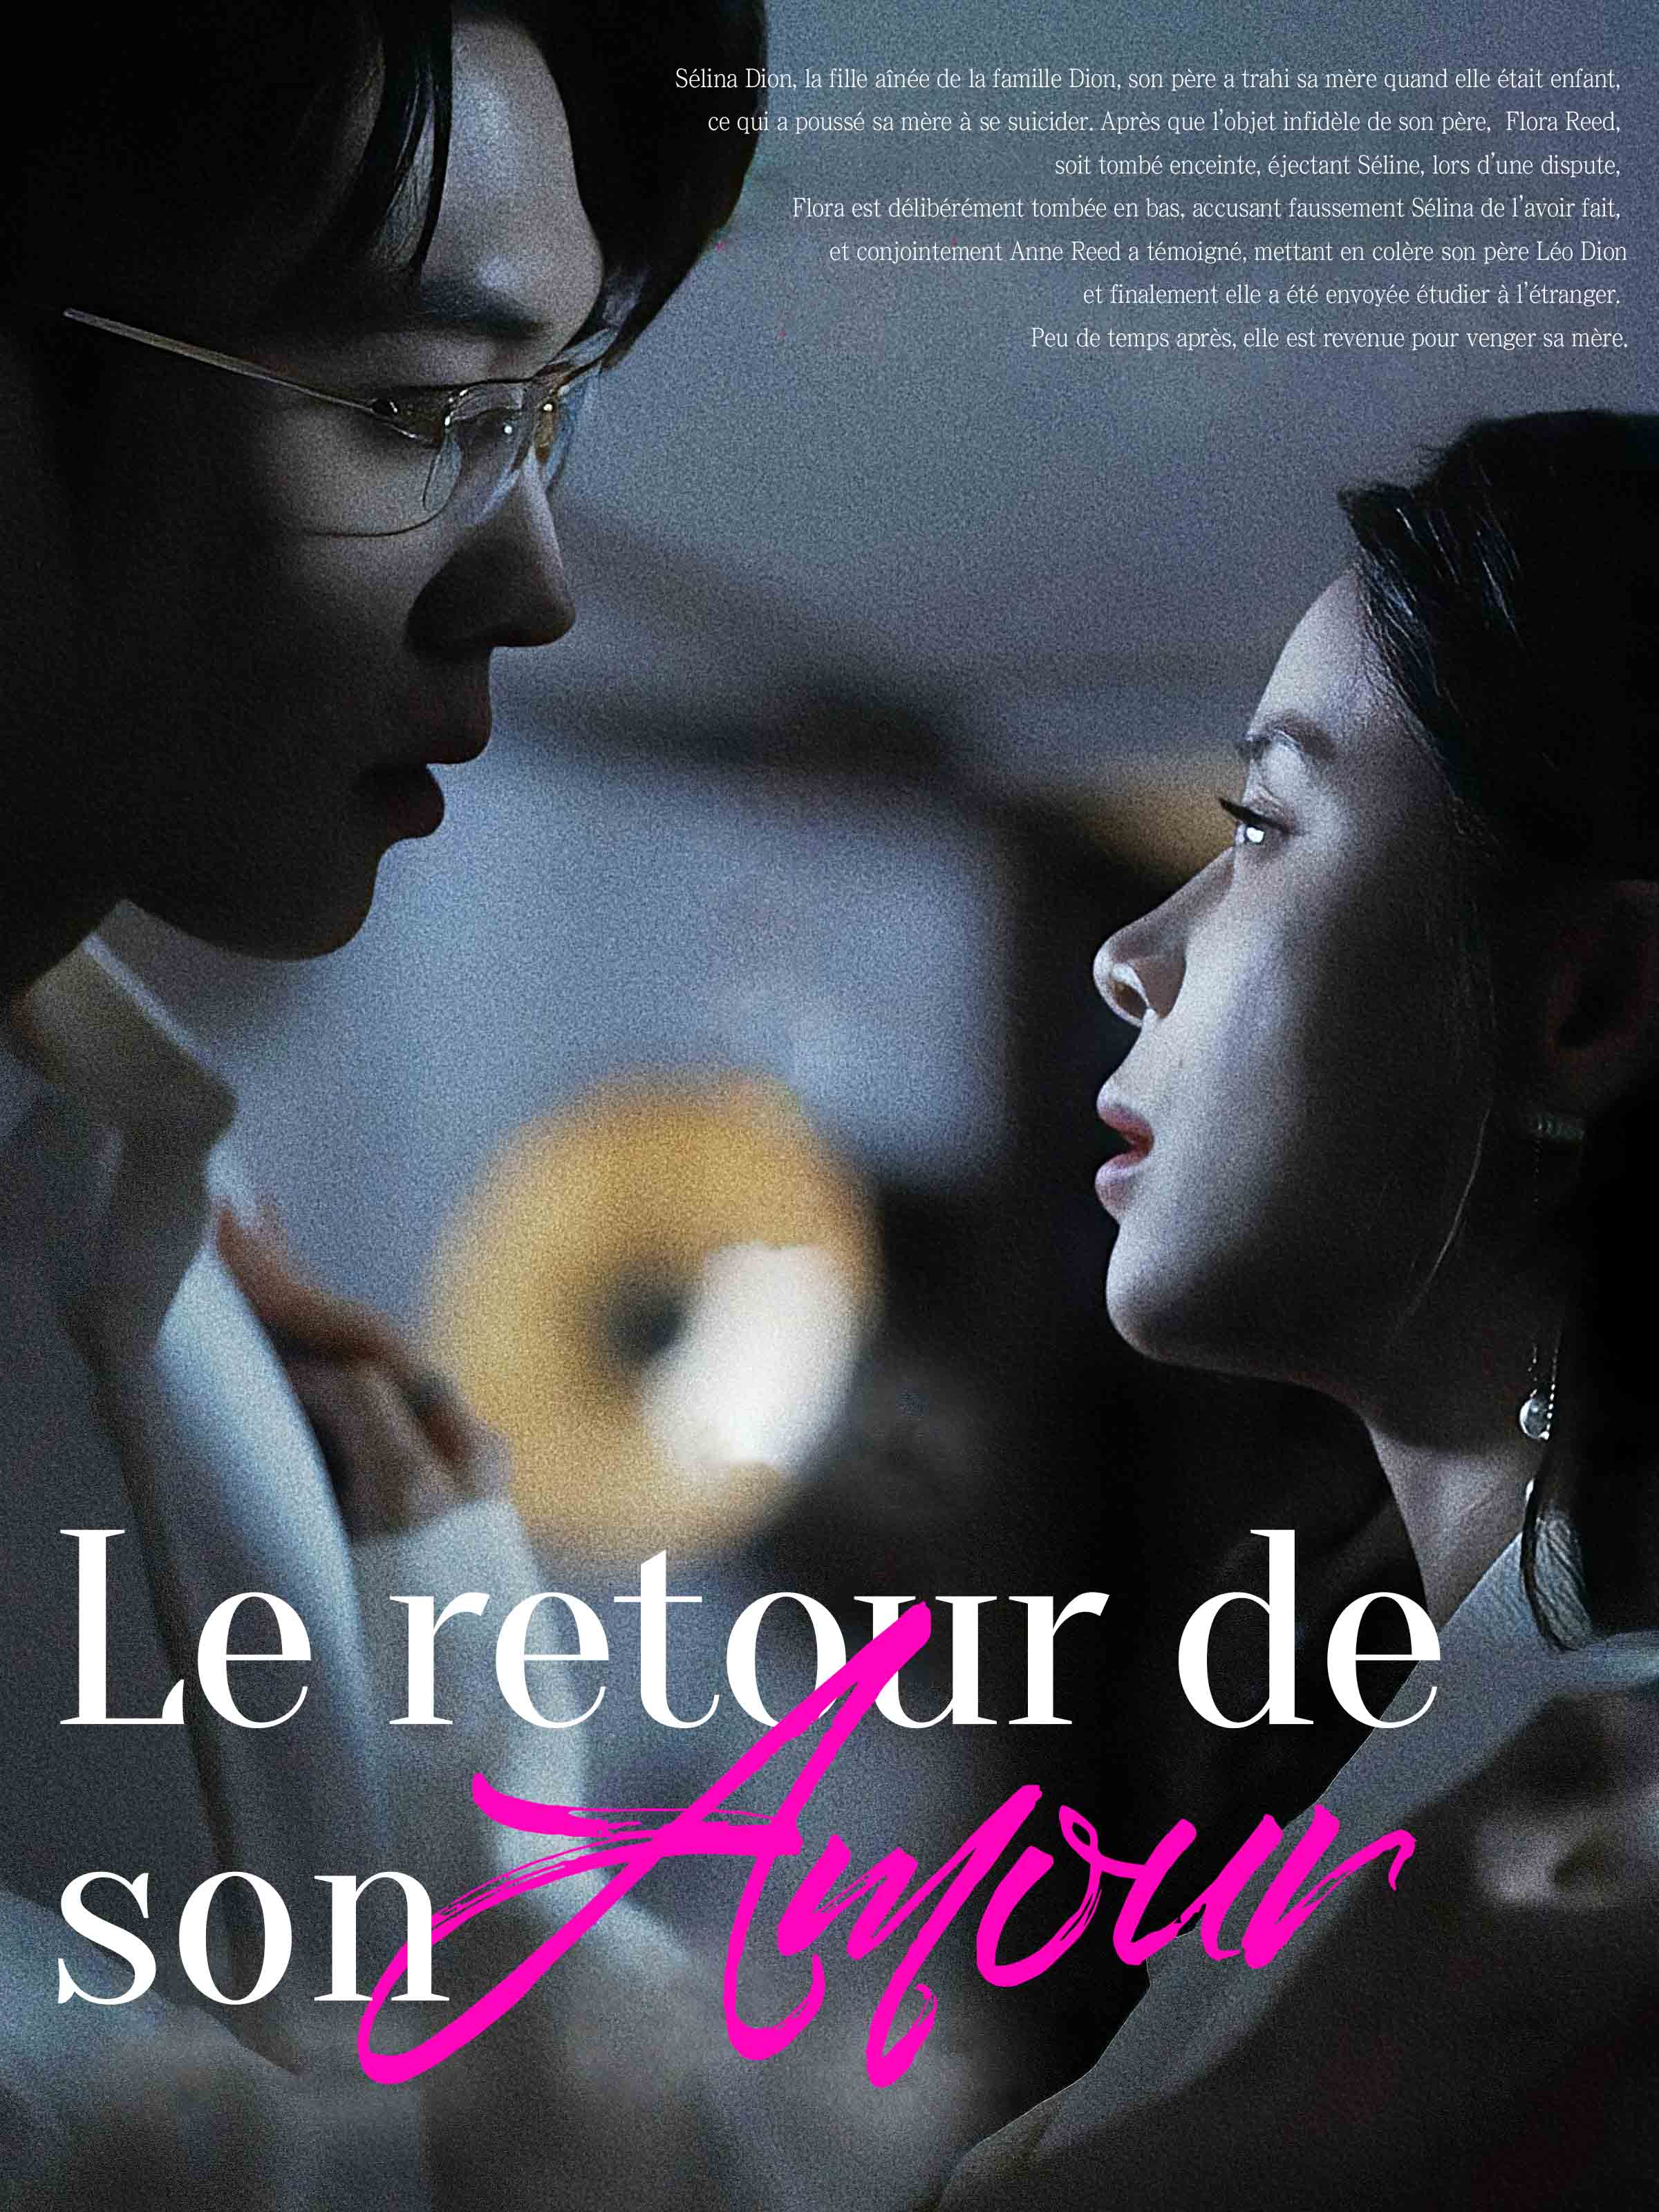 Sélina Dion, la fille aînée de la famille Dion, son père a trahi sa mère quand elle était enfant,
ce qui a poussé sa mère à se suicider. Après que l'objet infidèle de son père, Flora Reed,
soit tombé enceinte, éjectant Séline, lors d'une dispute,
Flora est délibérément tombée en bas, accusant faussement Sélina de l'avoir fait,
et conjointement Anne Reed a témoigné, mettant en colère son père Léo Dion
et finalement elle a été envoyée étudier à l'étranger.
Peu de temps après, elle est revenue pour venger sa mère.
Le retour de
son Amour